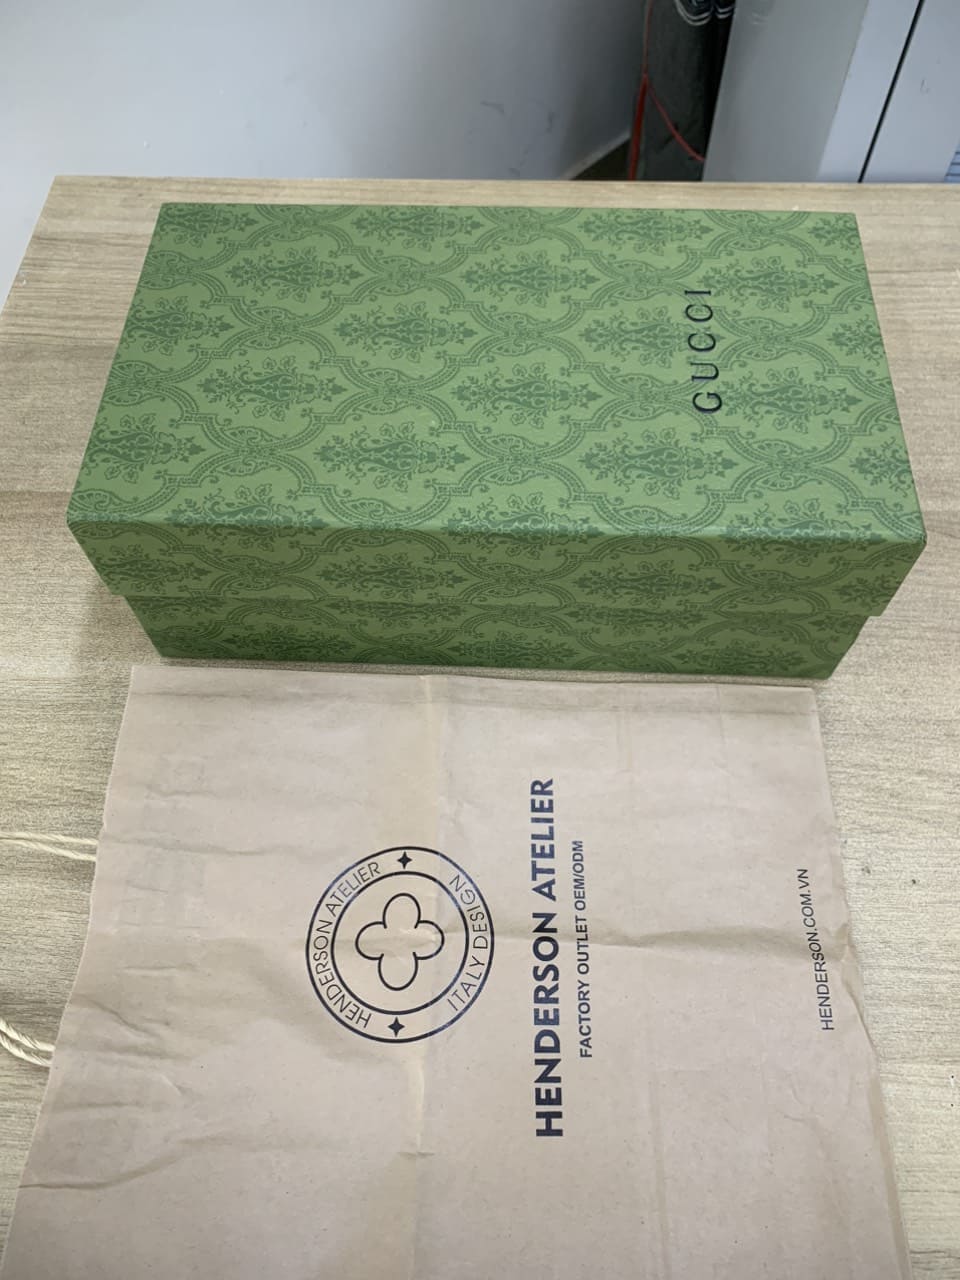 GUCCI
HENDERSON ATELIER
ITALY DESIGN
HENDERSON ATELIER
FACTORY OUTLET OEM/ODM
HENDERSON.COM.VN